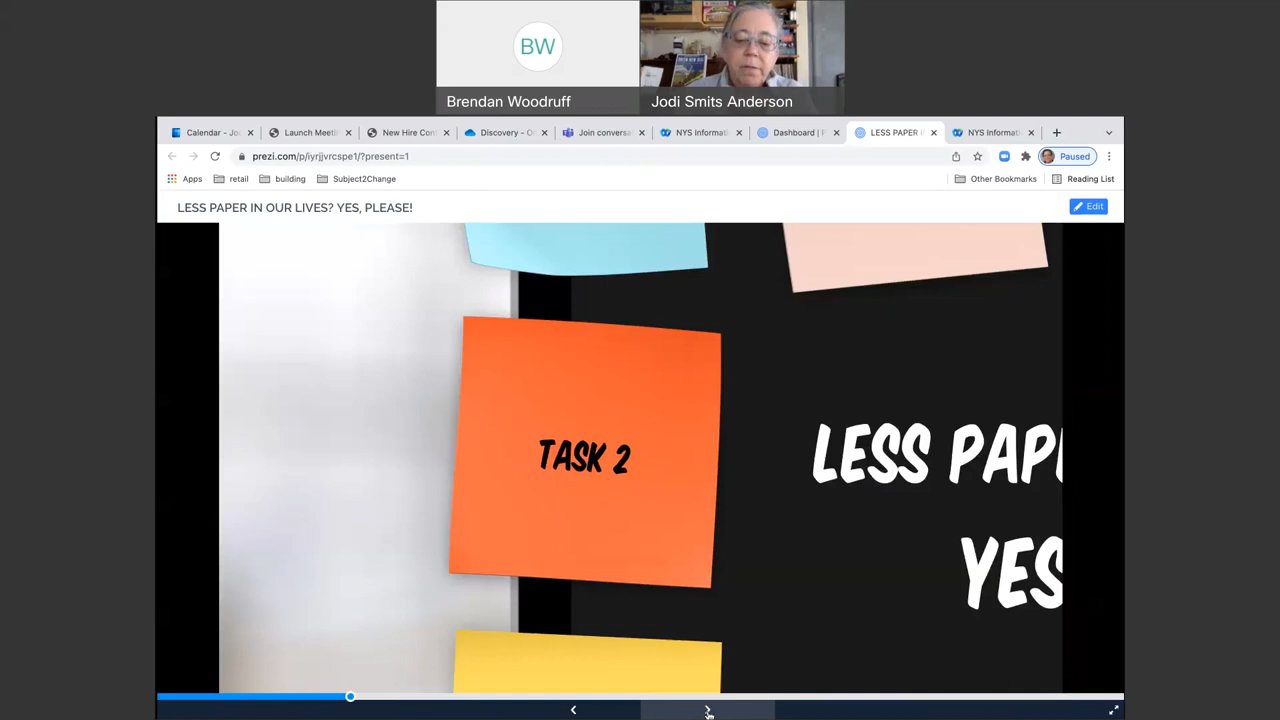 BW
Brendan Woodruff
Jodi Smits Anderson
Calendar - Jo
Launch Meeti
New Hire Con
Discovery - O
Join conversa
NYS Informati
Dashboard | P
LESS PAPER I
NYS Informati
prezi.com/p/iyrjjvrcspe1/?present=1
Paused
Apps
retail
building
Subject2Change
Other Bookmarks
Reading List
LESS PAPER IN OUR LIVES? YES, PLEASE!
Edit
TASK 2
LESS PAP
YES